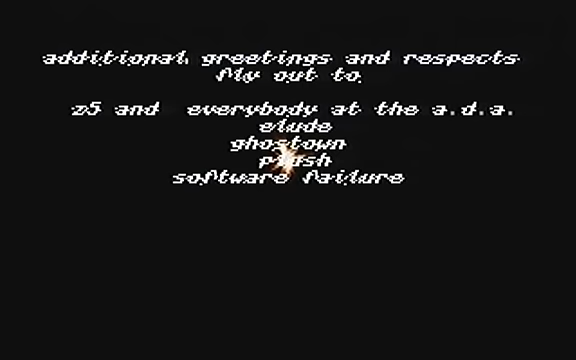 additional greetings and respects
fly out to
z5 and everybody at the a.d.a.
elude
ghostown
plush
software failure